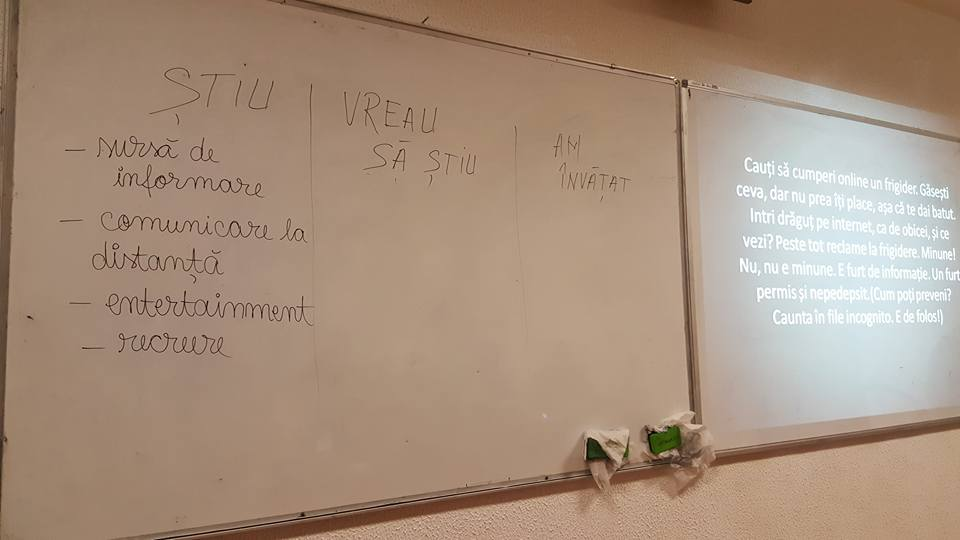 ȘTIU
– sursă de
informare
– comunicare la
distanță
– entertainment
– recreere
VREAU
SĂ ȘTIU
AM
ÎNVĂȚAT
Cauți să cumperi online un frigider. Găsești
ceva, dar nu prea îți place, așa că te dai batut.
Intri drăguț pe internet, ca de obicei, și ce
vezi? Peste tot reclame la frigidere. Minune!
Nu, nu e minune. E furt de informație. Un furt
permis și nepedepsit.(Cum poți preveni?
Caunta în file incognito. E de folos!)